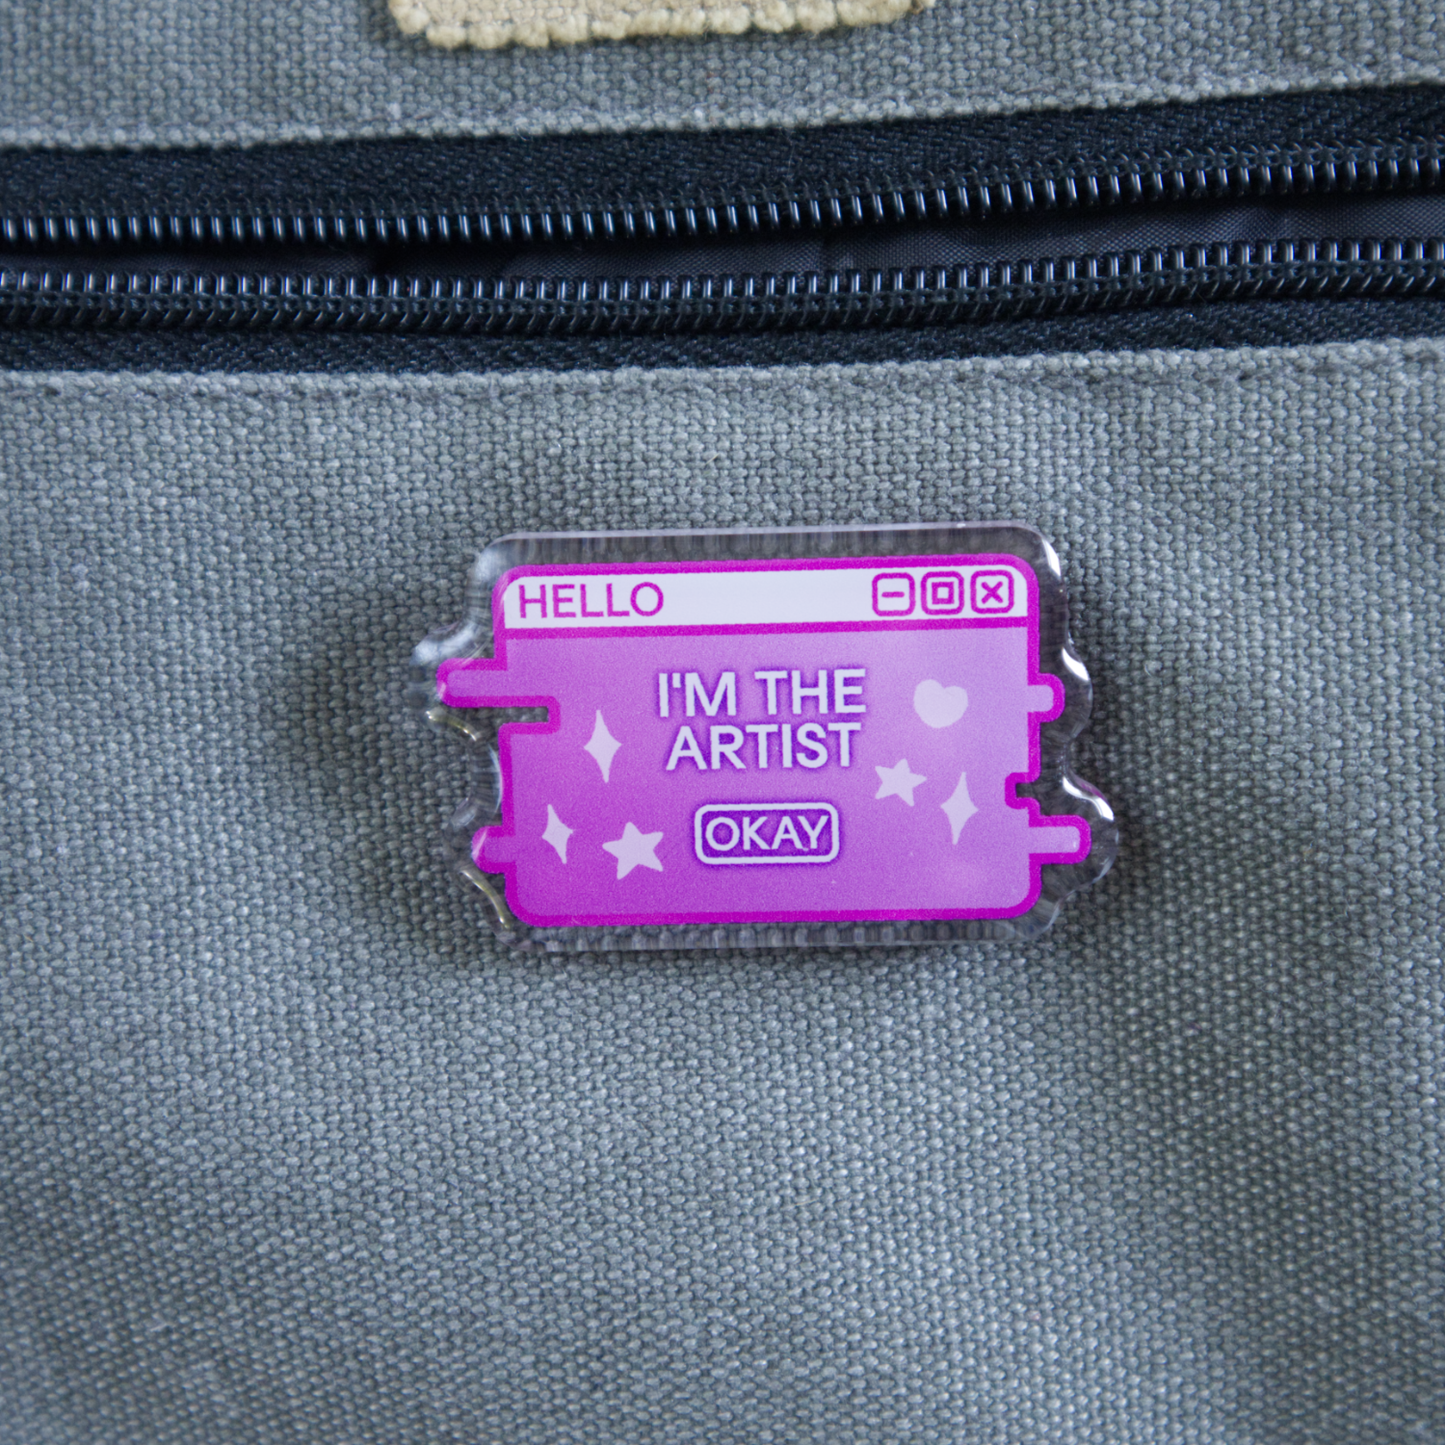 HELLO
I'M THE
ARTIST
OKAY